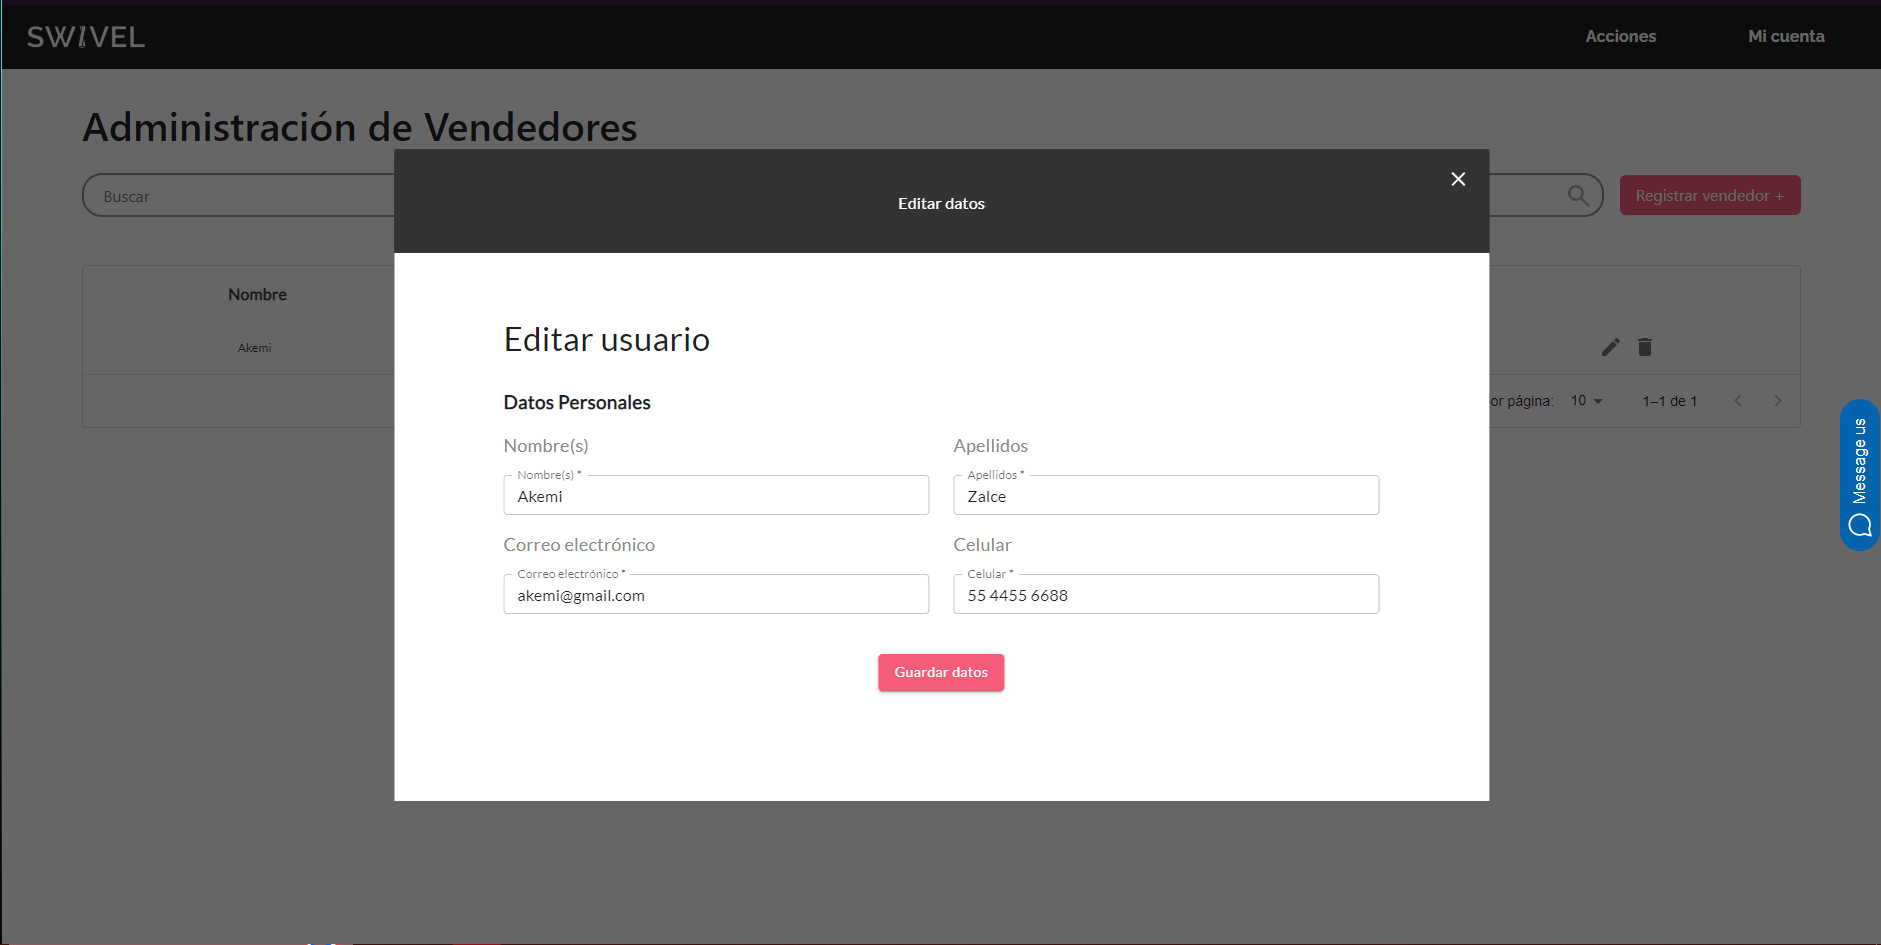 SWIVEL
Acciones
Mi cuenta
Administración de Vendedores
Buscar
Registrar vendedor +
Editar datos
Nombre
Akemi
or página:
10
1–1 de 1
Editar usuario
Datos Personales
Nombre(s)
Apellidos
Nombre(s) *
Akemi
Apellidos *
Zalce
Correo electrónico
Celular
Correo electrónico *
akemi@gmail.com
Celular *
55 4455 6688
Guardar datos
Message us